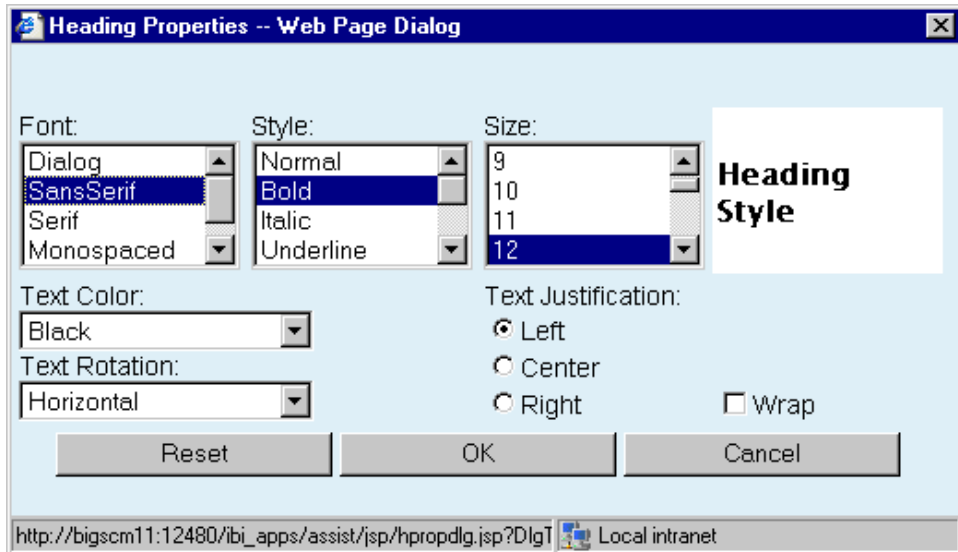 Heading Properties -- Web Page Dialog
Font:
Style:
Size:
Dialog
SansSerif
Serif
Monospaced
Normal
Bold
Italic
Underline
9
10
11
12
Heading
Style
Text Color:
Black
Text Rotation:
Horizontal
Text Justification:
Left
Center
Right
Wrap
Reset
OK
Cancel
http://bigscm11:12480/ibi_apps/assist/jsp/hpropdlg.jsp?DlgT
Local intranet